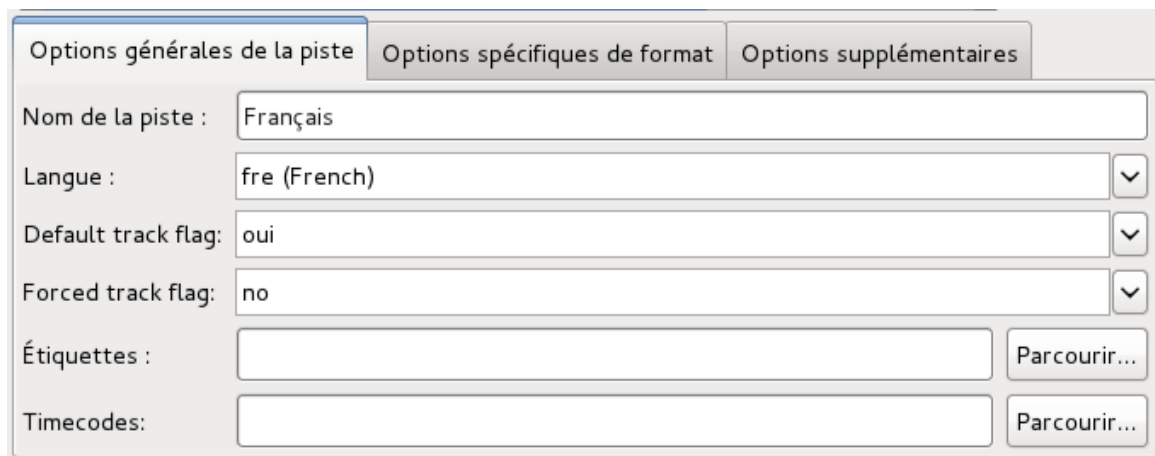 Options générales de la piste Options spécifiques de format Options supplémentaires
Nom de la piste : Français
Langue : fre (French)
Default track flag: oui
Forced track flag: no
Étiquettes : Parcourir...
Timecodes: Parcourir...